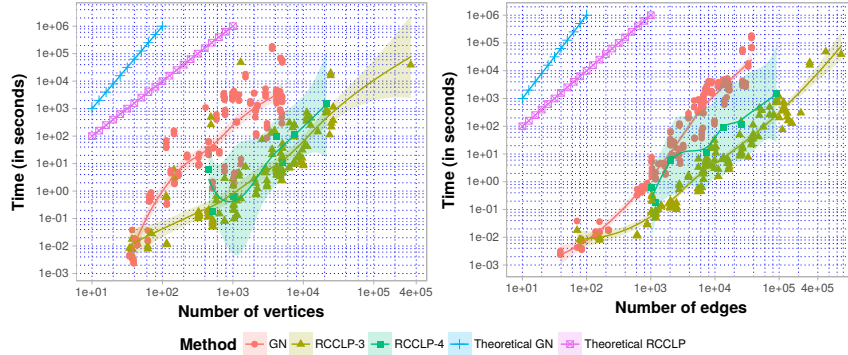 1e+06
1e+05
1e+04
1e+03
1e+02
1e+01
1e+00
1e-01
1e-02
1e-03
Time (in seconds)
1e+01 1e+02 1e+03 1e+04 4e+05
Number of vertices
1e+06
1e+05
1e+04
1e+03
1e+02
1e+01
1e+00
1e-01
1e-02
1e-03
Time (in seconds)
1e+01 1e+02 1e+03 1e+04 1e+05 4e+05
Number of edges
Method GN RCCLP-3 RCCLP-4 Theoretical GN Theoretical RCCLP